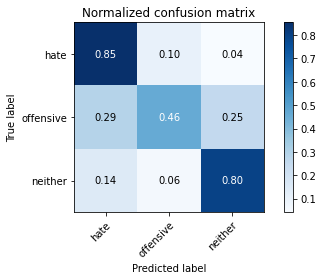 Normalized confusion matrix
True label
hate
offensive
neither
0.85 0.10 0.04
0.29 0.46 0.25
0.14 0.06 0.80
hate
offensive
neither
Predicted label
0.8
0.7
0.6
0.5
0.4
0.3
0.2
0.1